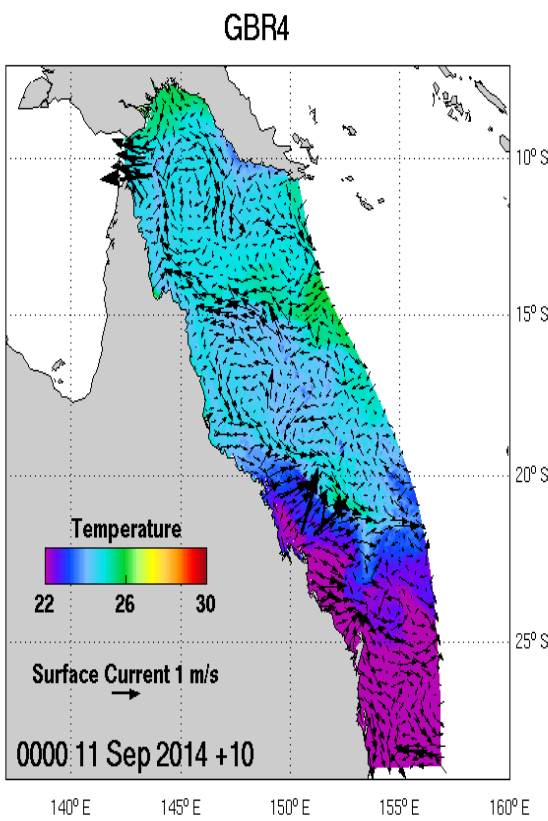 GBR4
10° S
15° S
20° S
25° S
Temperature
22 26 30
Surface Current 1 m/s
0000 11 Sep 2014 +10
140° E 145° E 150° E 155° E 160° E